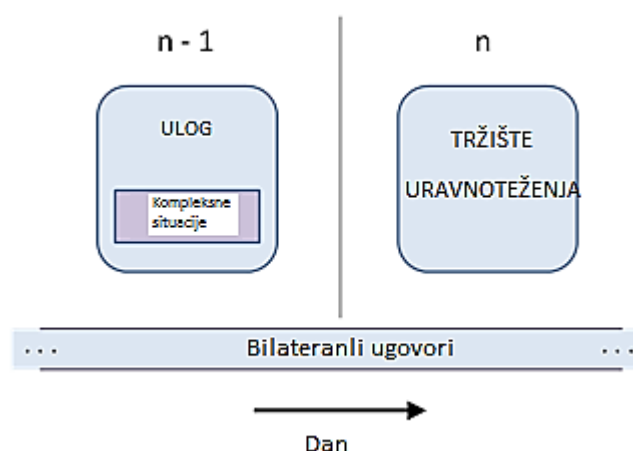 n - 1
n
ULOG
Kompleksne
situacije
TRŽIŠTE
URAVNOTEŽENJA
... Bilateranli ugovori ...
Dan